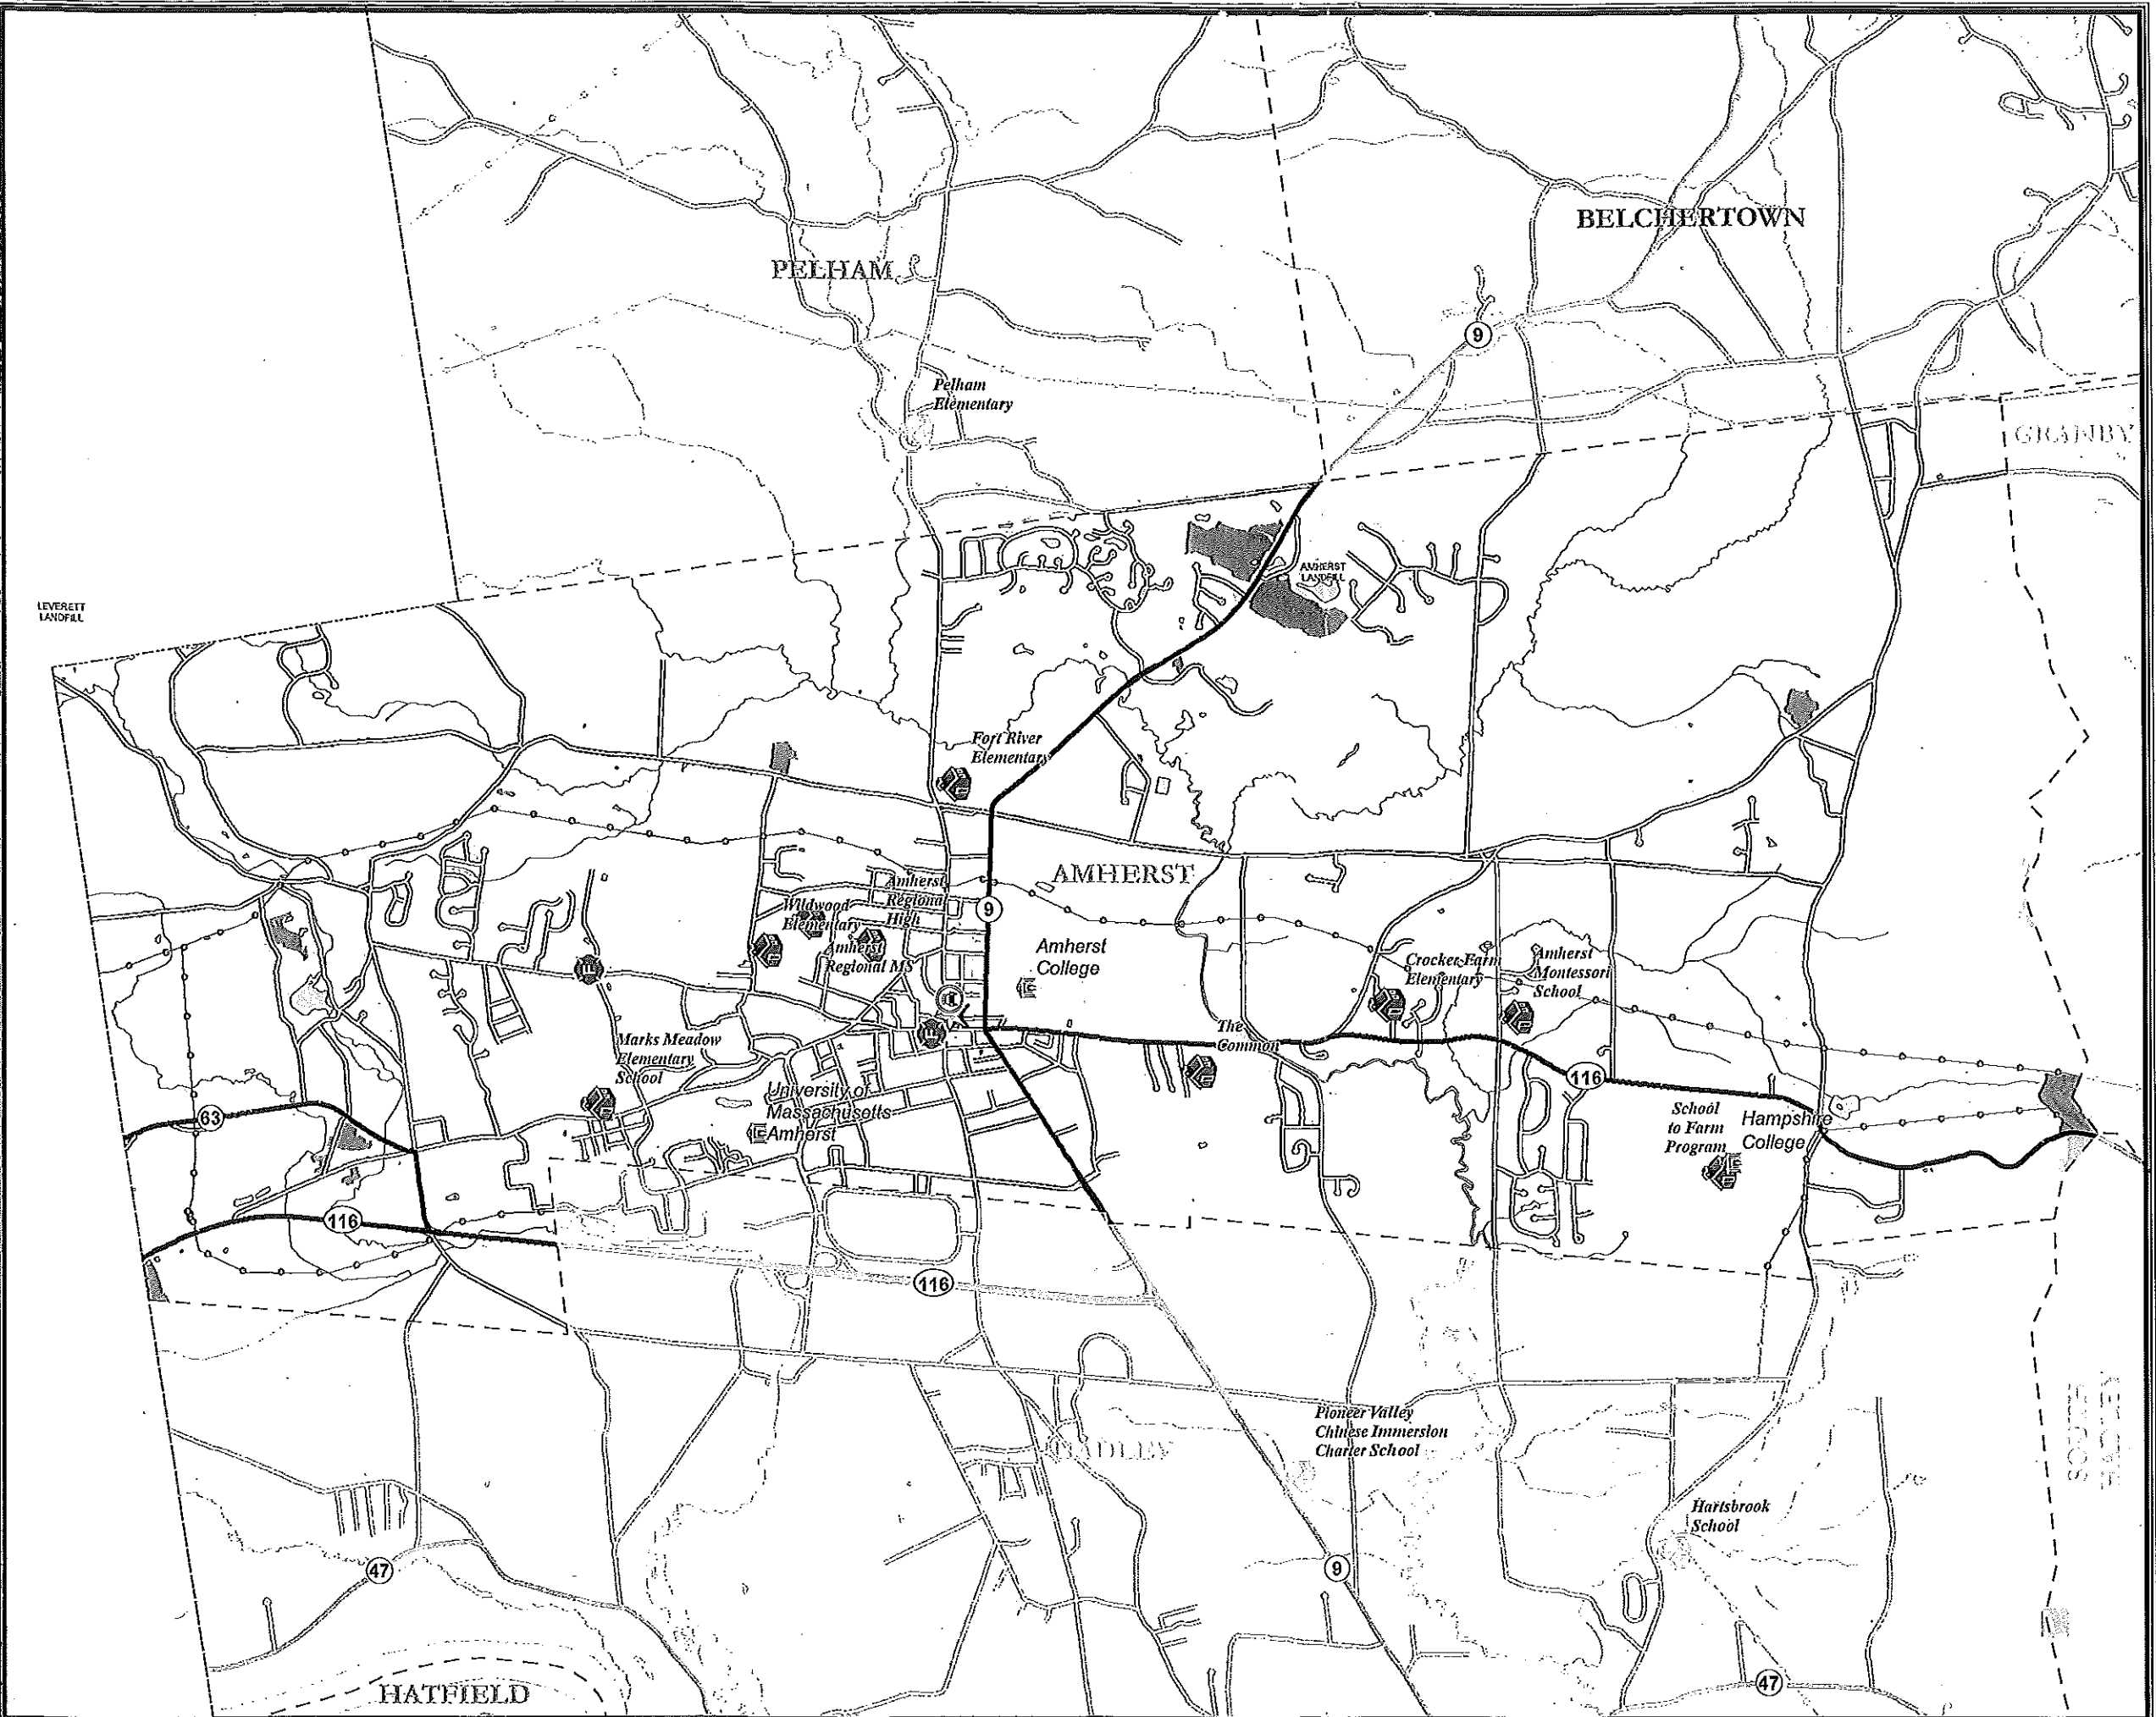 BELCHERTOWN
PELHAM
9
Pelham
Elementary
GRANBY
AMHERST
LANDFILL
LEVERETT
LANDFILL
Fort River
Elementary
AMHERST
Amherst
Regional
High
Wildwood
Elementary
9
Amherst
Regional MS
Amherst
College
Crocker Farm
Elementary
Amherst
Montessori
School
The
Common
Marks Meadow
Elementary
School
University of
Massachusetts
Amherst
116
63
School
to Farm
Program
Hampshire
College
116
116
Pioneer Valley
Chinese Immersion
Charter School
HADLEY
Hartsbrook
School
47
9
47
HATFIELD